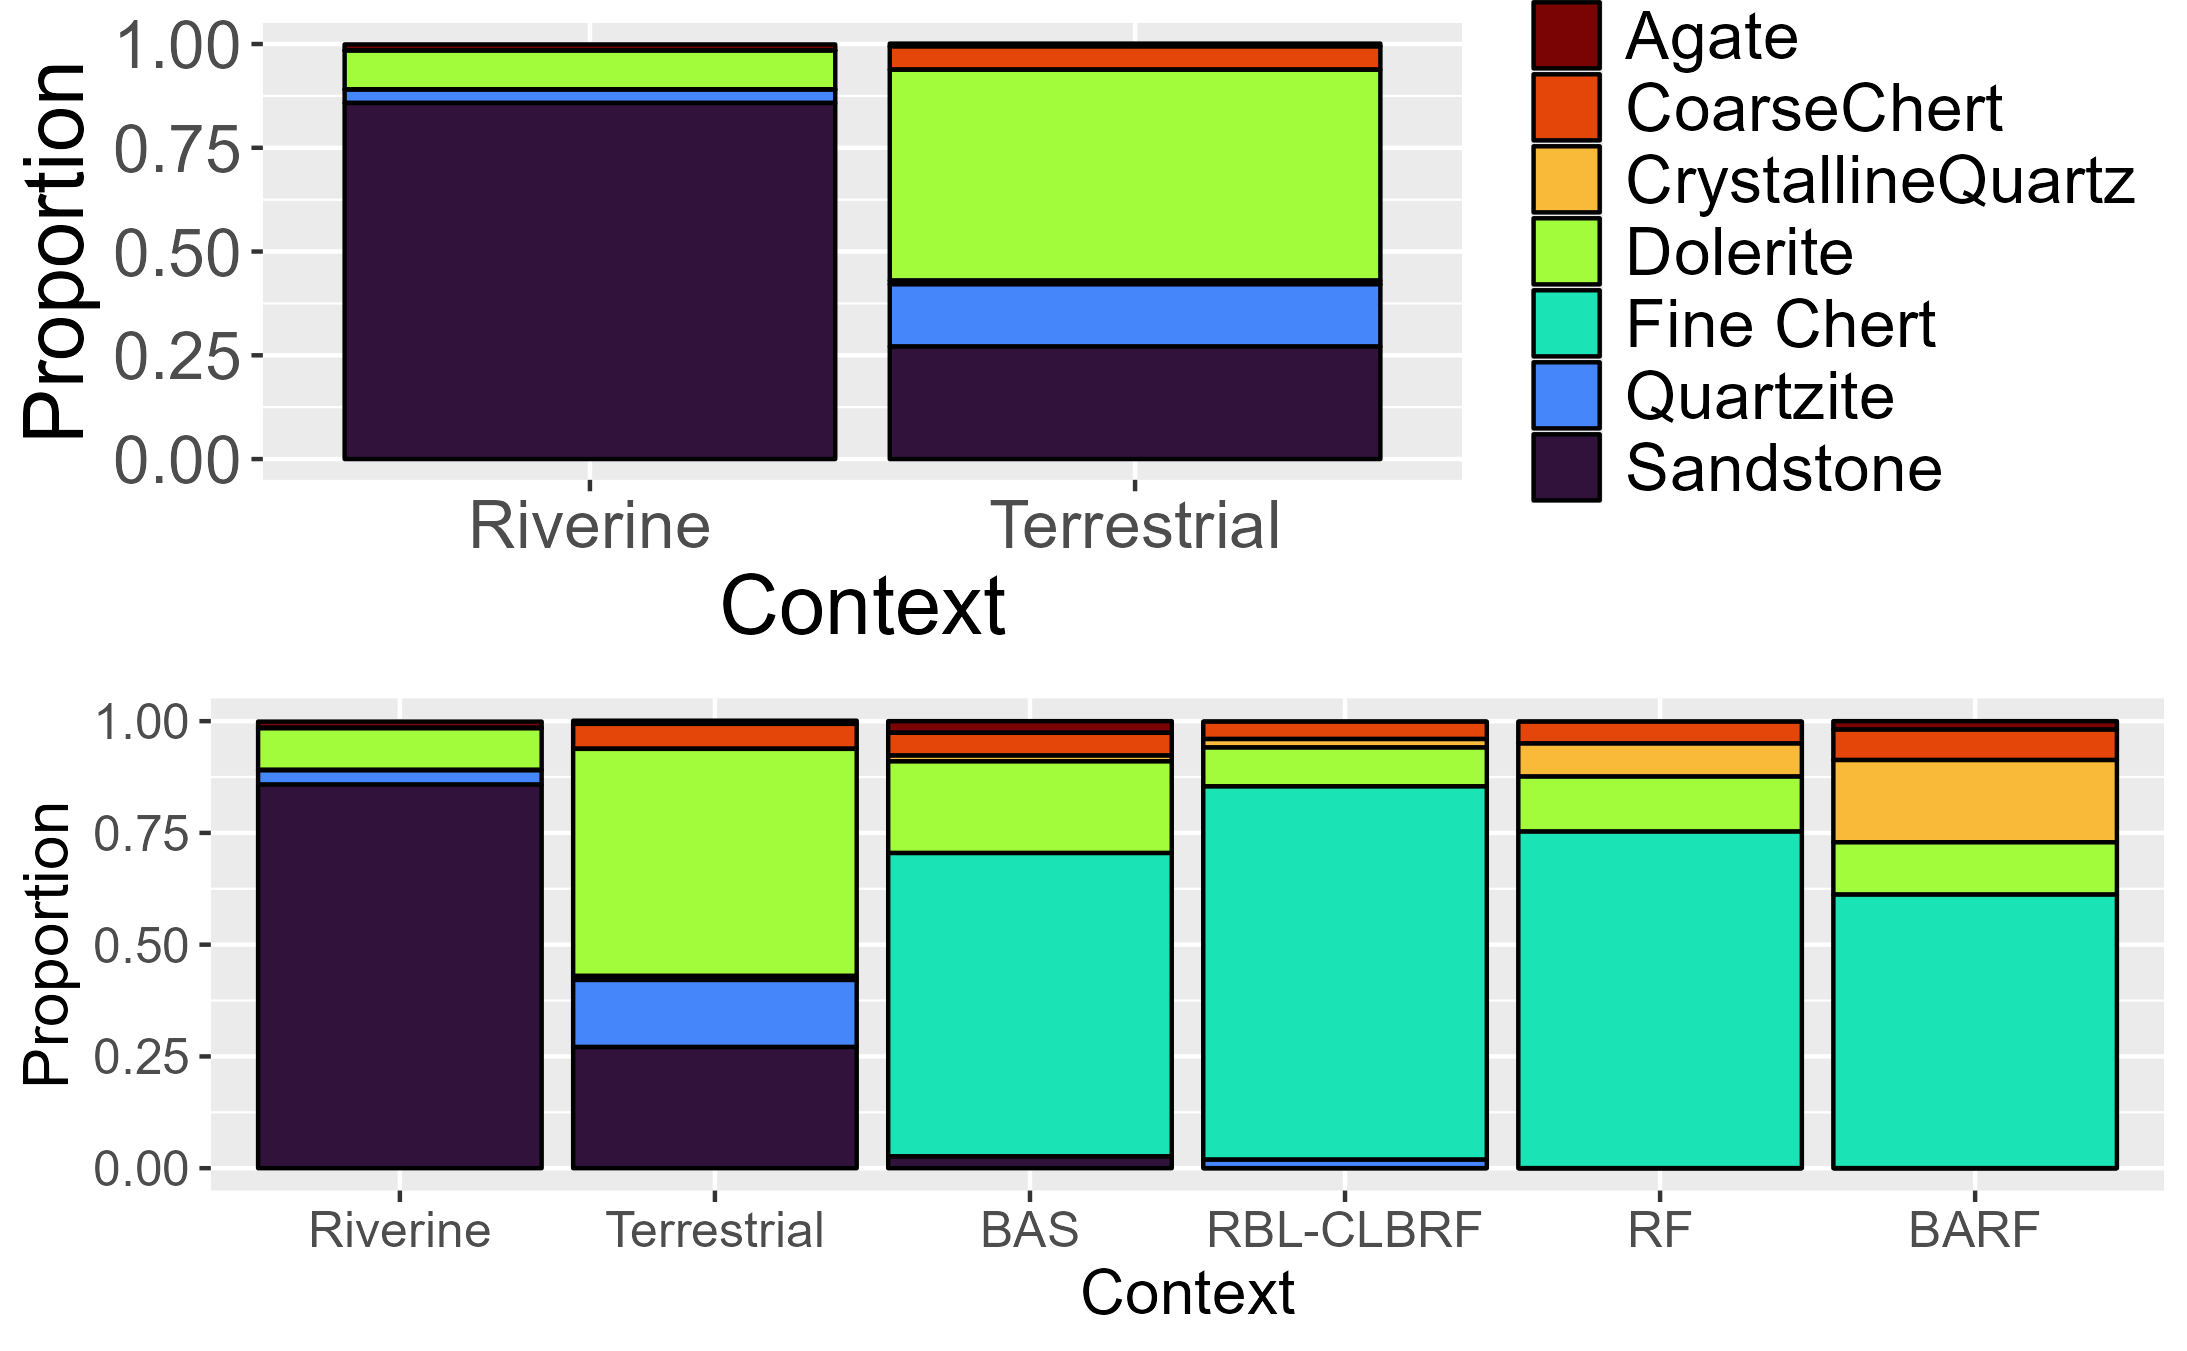 Proportion
1.00
0.75
0.50
0.25
0.00
Riverine Terrestrial
Context
Agate
CoarseChert
CrystallineQuartz
Dolerite
Fine Chert
Quartzite
Sandstone
Proportion
1.00
0.75
0.50
0.25
0.00
Riverine Terrestrial BAS RBL-CLBRF RF BARF
Context